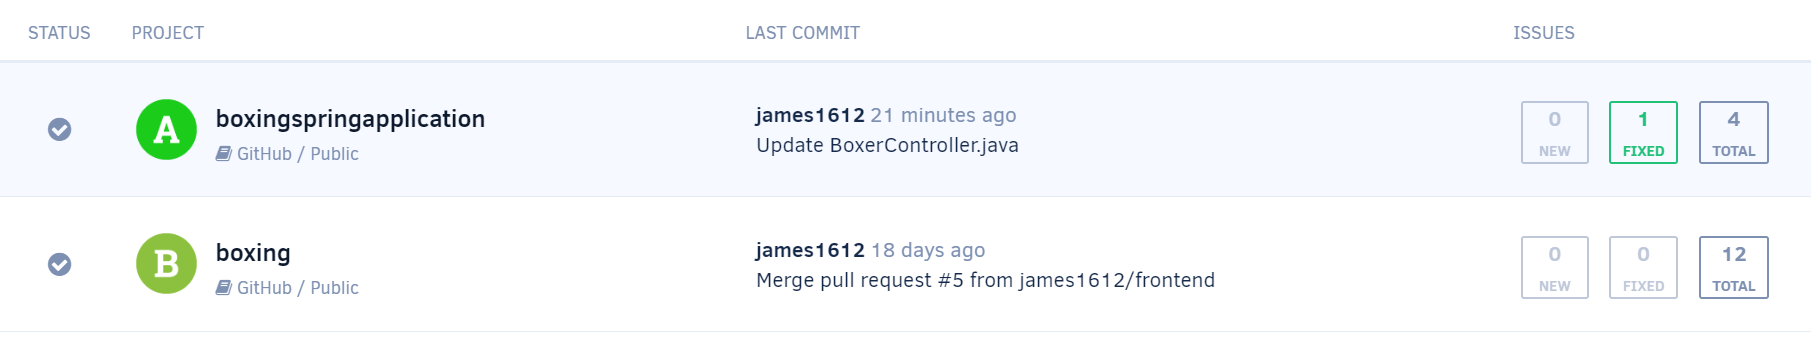 STATUS PROJECT LAST COMMIT ISSUES
A boxingspringapplication
GitHub / Public
james1612 21 minutes ago
Update BoxerController.java
0 1 4
NEW FIXED TOTAL
B boxing
GitHub / Public
james1612 18 days ago
Merge pull request #5 from james1612/frontend
0 0 12
NEW FIXED TOTAL